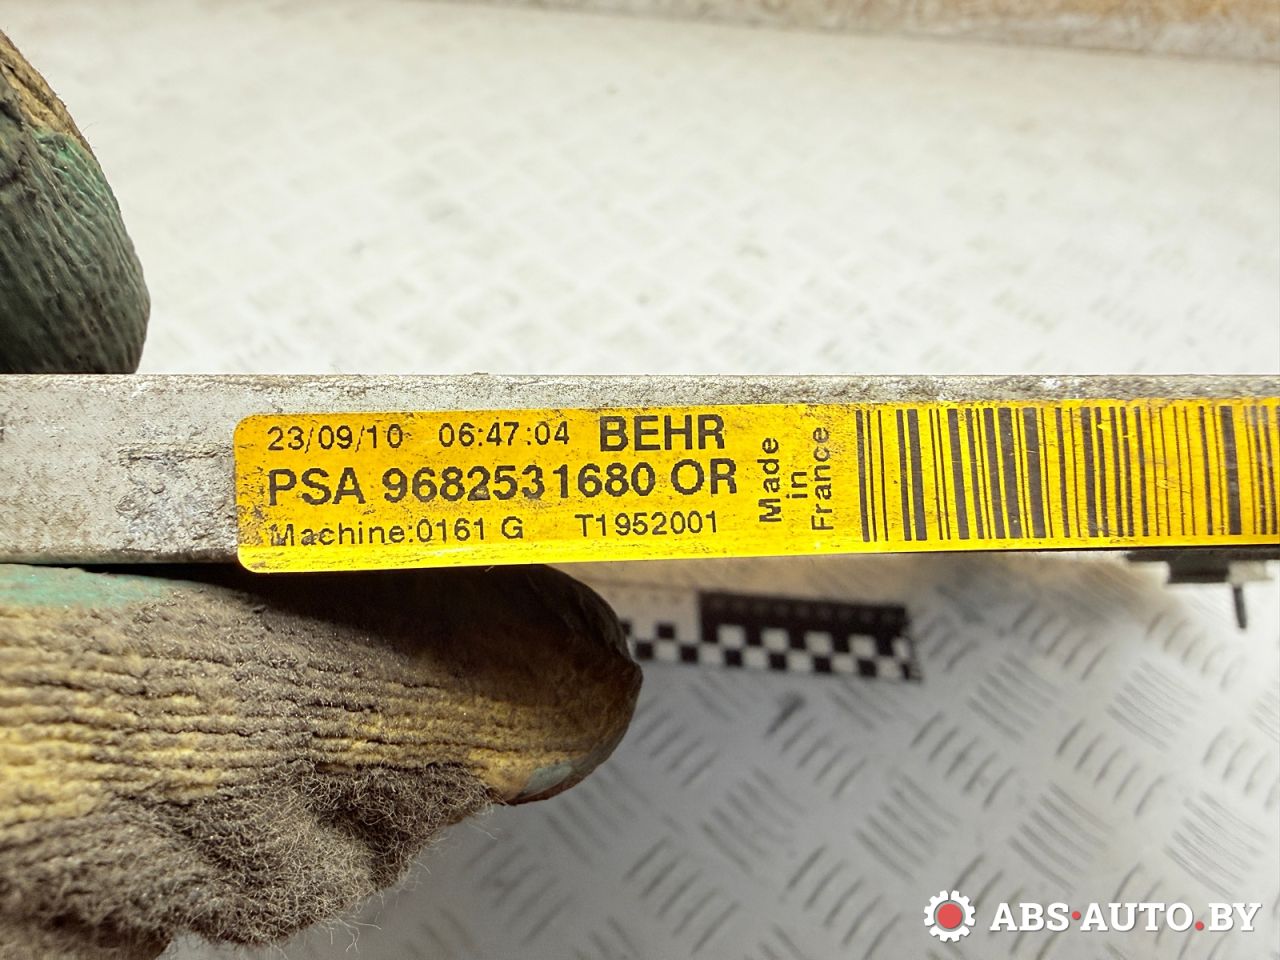 23/09/10 06:47:04 BEHR
PSA 9682531680 OR
Machine:0161 G T1952001
Made
in
France
ABS·AUTO.BY